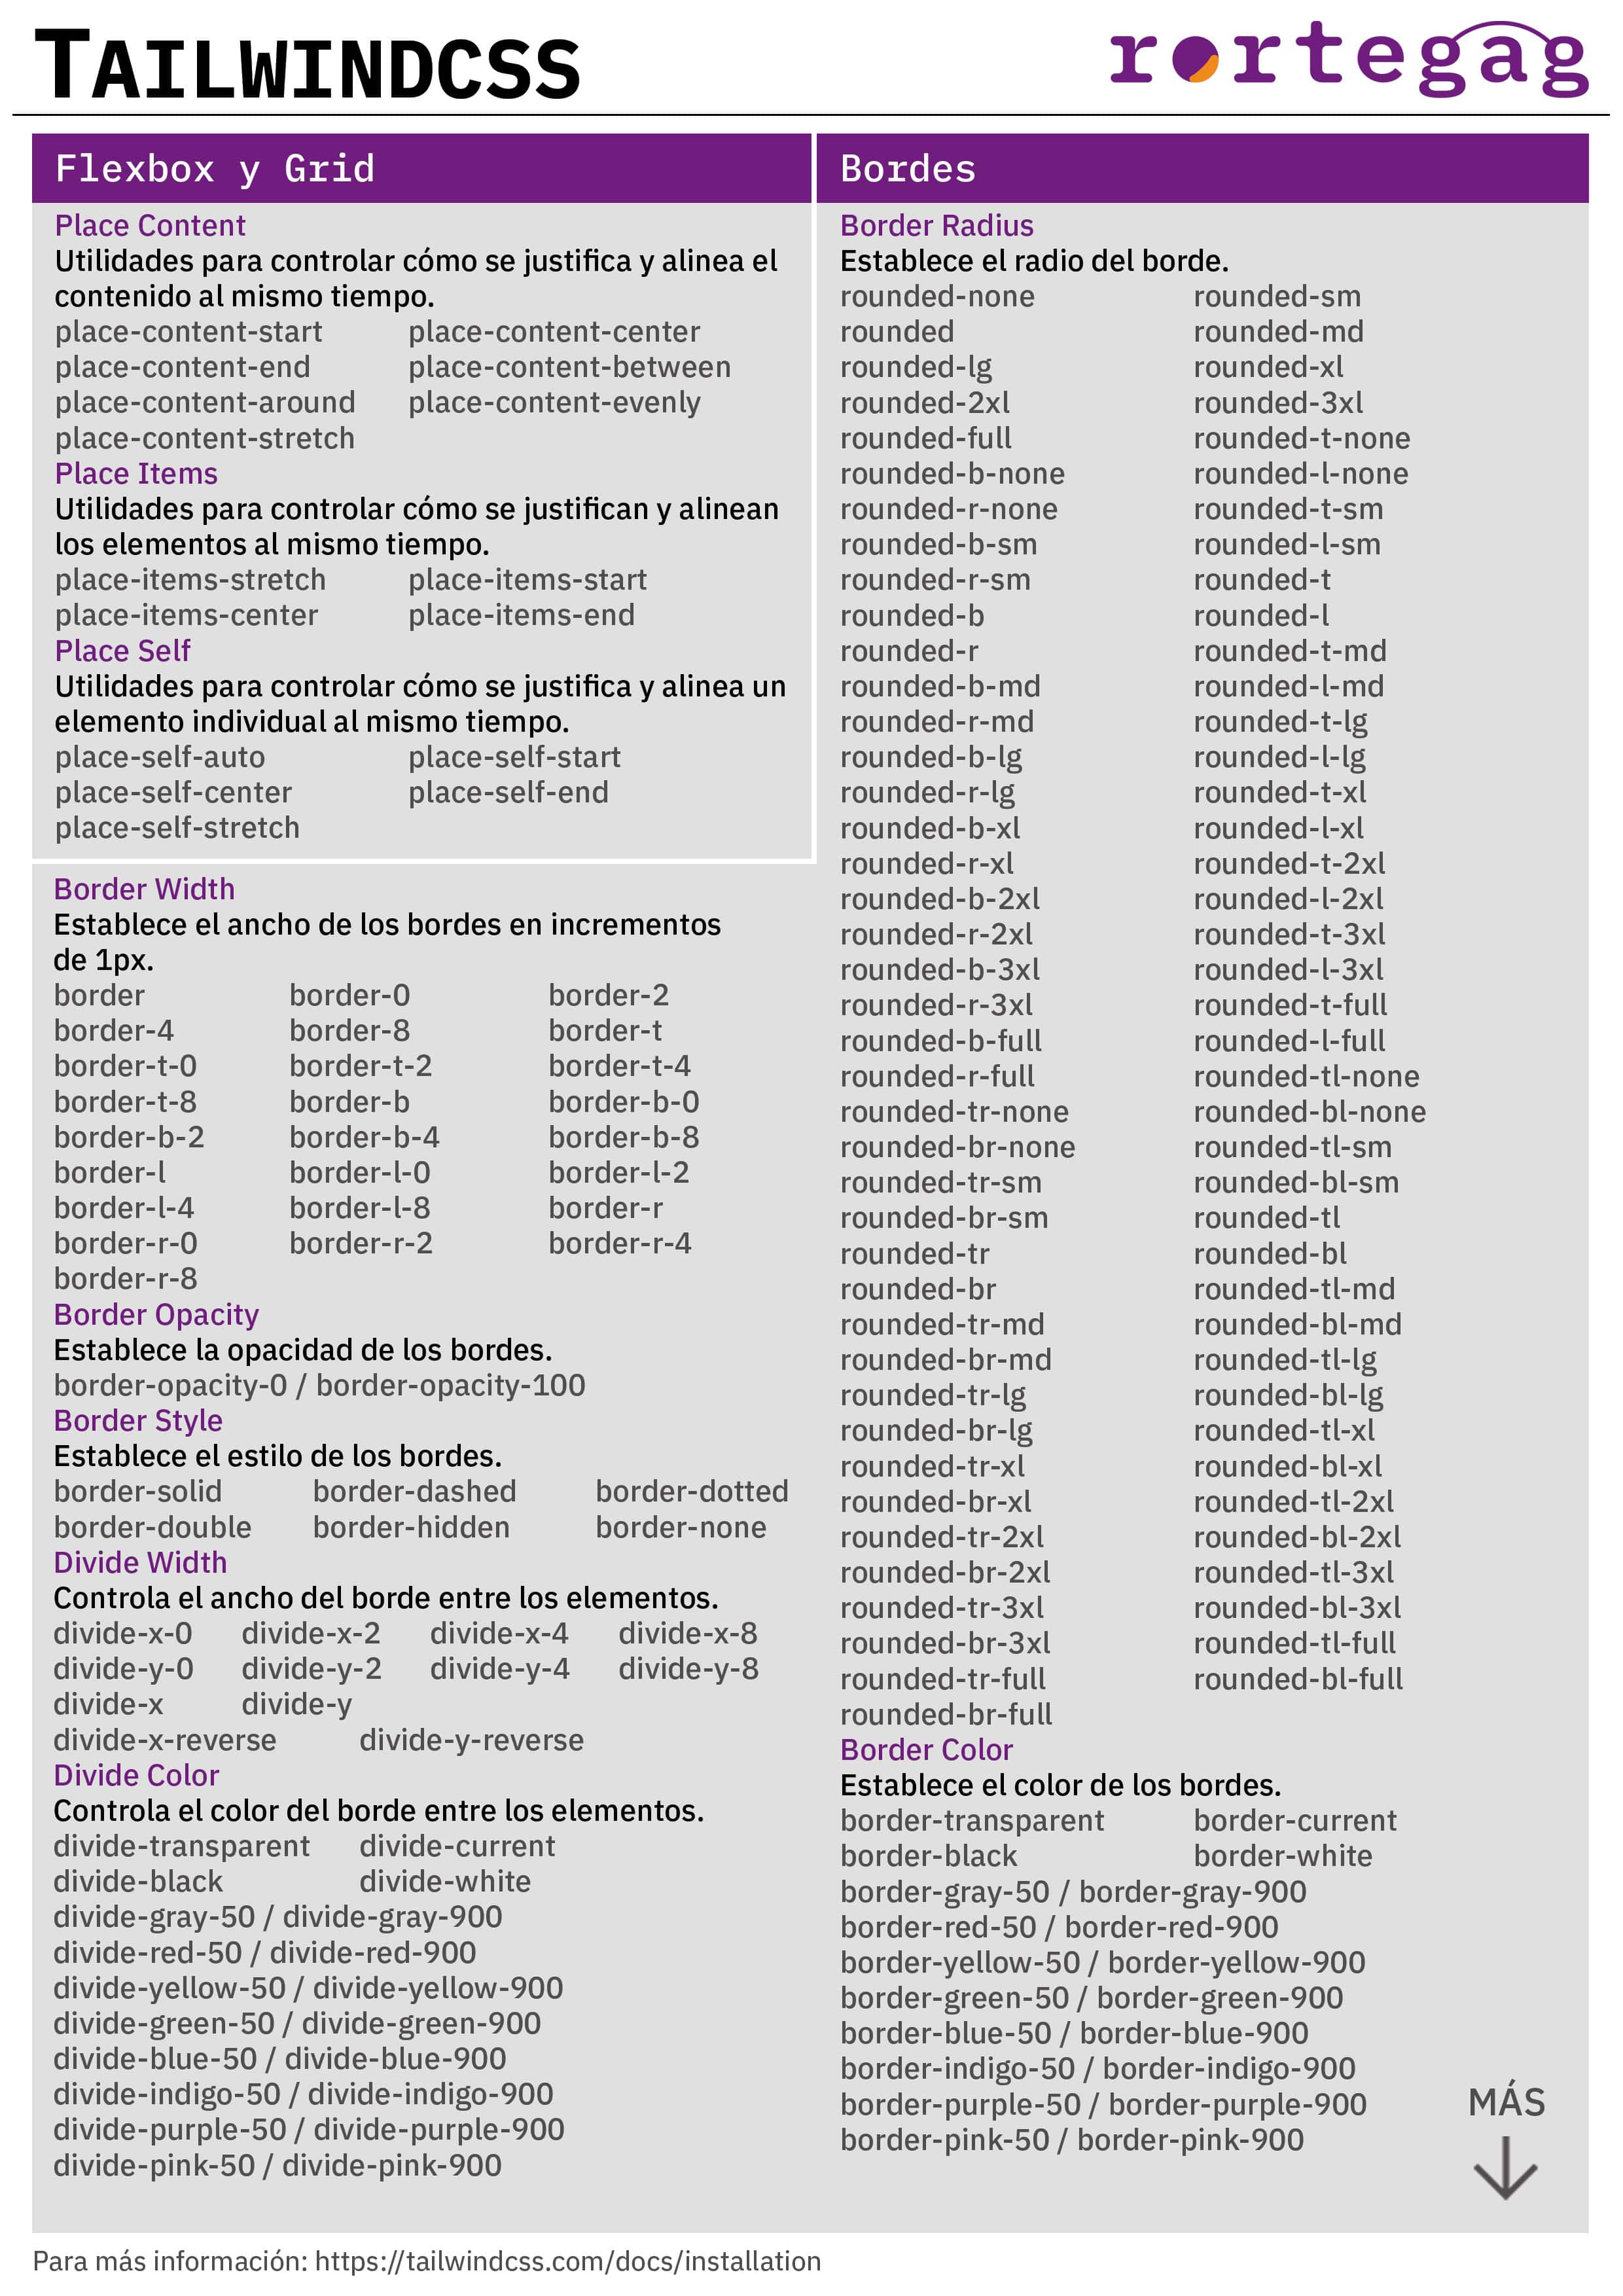 TAILWINDCSS
rortegag
Flexbox y Grid
Place Content
Utilidades para controlar cómo se justifica y alinea el
contenido al mismo tiempo.
place-content-start place-content-center
place-content-end place-content-between
place-content-around place-content-evenly
place-content-stretch
Place Items
Utilidades para controlar cómo se justifican y alinean
los elementos al mismo tiempo.
place-items-stretch place-items-start
place-items-center place-items-end
Place Self
Utilidades para controlar cómo se justifica y alinea un
elemento individual al mismo tiempo.
place-self-auto place-self-start
place-self-center place-self-end
place-self-stretch
Border Width
Establece el ancho de los bordes en incrementos
de 1px.
border border-0 border-2
border-4 border-8 border-t
border-t-0 border-t-2 border-t-4
border-t-8 border-b border-b-0
border-b-2 border-b-4 border-b-8
border-l border-l-0 border-l-2
border-l-4 border-l-8 border-r
border-r-0 border-r-2 border-r-4
border-r-8
Border Opacity
Establece la opacidad de los bordes.
border-opacity-0 / border-opacity-100
Border Style
Establece el estilo de los bordes.
border-solid border-dashed border-dotted
border-double border-hidden border-none
Divide Width
Controla el ancho del borde entre los elementos.
divide-x-0 divide-x-2 divide-x-4 divide-x-8
divide-y-0 divide-y-2 divide-y-4 divide-y-8
divide-x divide-y
divide-x-reverse divide-y-reverse
Divide Color
Controla el color del borde entre los elementos.
divide-transparent divide-current
divide-black divide-white
divide-gray-50 / divide-gray-900
divide-red-50 / divide-red-900
divide-yellow-50 / divide-yellow-900
divide-green-50 / divide-green-900
divide-blue-50 / divide-blue-900
divide-indigo-50 / divide-indigo-900
divide-purple-50 / divide-purple-900
divide-pink-50 / divide-pink-900
Bordes
Border Radius
Establece el radio del borde.
rounded-none rounded-sm
rounded rounded-md
rounded-lg rounded-xl
rounded-2xl rounded-3xl
rounded-full rounded-t-none
rounded-b-none rounded-l-none
rounded-r-none rounded-t-sm
rounded-b-sm rounded-l-sm
rounded-r-sm rounded-t
rounded-b rounded-l
rounded-r rounded-t-md
rounded-b-md rounded-l-md
rounded-r-md rounded-t-lg
rounded-b-lg rounded-l-lg
rounded-r-lg rounded-t-xl
rounded-b-xl rounded-l-xl
rounded-r-xl rounded-t-2xl
rounded-b-2xl rounded-l-2xl
rounded-r-2xl rounded-t-3xl
rounded-b-3xl rounded-l-3xl
rounded-r-3xl rounded-t-full
rounded-b-full rounded-l-full
rounded-r-full rounded-tl-none
rounded-tr-none rounded-bl-none
rounded-br-none rounded-tl-sm
rounded-tr-sm rounded-bl-sm
rounded-br-sm rounded-tl
rounded-tr rounded-bl
rounded-br rounded-tl-md
rounded-tr-md rounded-bl-md
rounded-br-md rounded-tl-lg
rounded-tr-lg rounded-bl-lg
rounded-br-lg rounded-tl-xl
rounded-tr-xl rounded-bl-xl
rounded-br-xl rounded-tl-2xl
rounded-tr-2xl rounded-bl-2xl
rounded-br-2xl rounded-tl-3xl
rounded-tr-3xl rounded-bl-3xl
rounded-br-3xl rounded-tl-full
rounded-tr-full rounded-bl-full
rounded-br-full
Border Color
Establece el color de los bordes.
border-transparent border-current
border-black border-white
border-gray-50 / border-gray-900
border-red-50 / border-red-900
border-yellow-50 / border-yellow-900
border-green-50 / border-green-900
border-blue-50 / border-blue-900
border-indigo-50 / border-indigo-900
border-purple-50 / border-purple-900
border-pink-50 / border-pink-900
MÁS
Para más información: https://tailwindcss.com/docs/installation